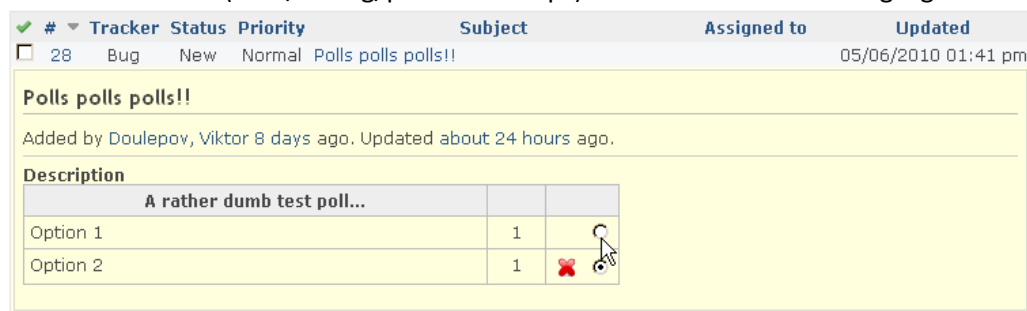 # Tracker Status Priority Subject Assigned to Updated
28 Bug New Normal Polls polls polls!! 05/06/2010 01:41 pm
Polls polls polls!!
Added by Doulepov, Viktor 8 days ago. Updated about 24 hours ago.
Description
A rather dumb test poll...
Option 1 1
Option 2 1